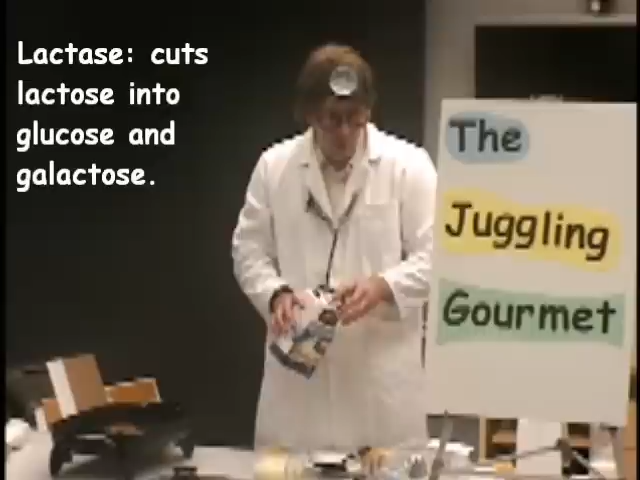 Lactase: cuts
lactose into
glucose and
galactose.
The
Juggling
Gourmet